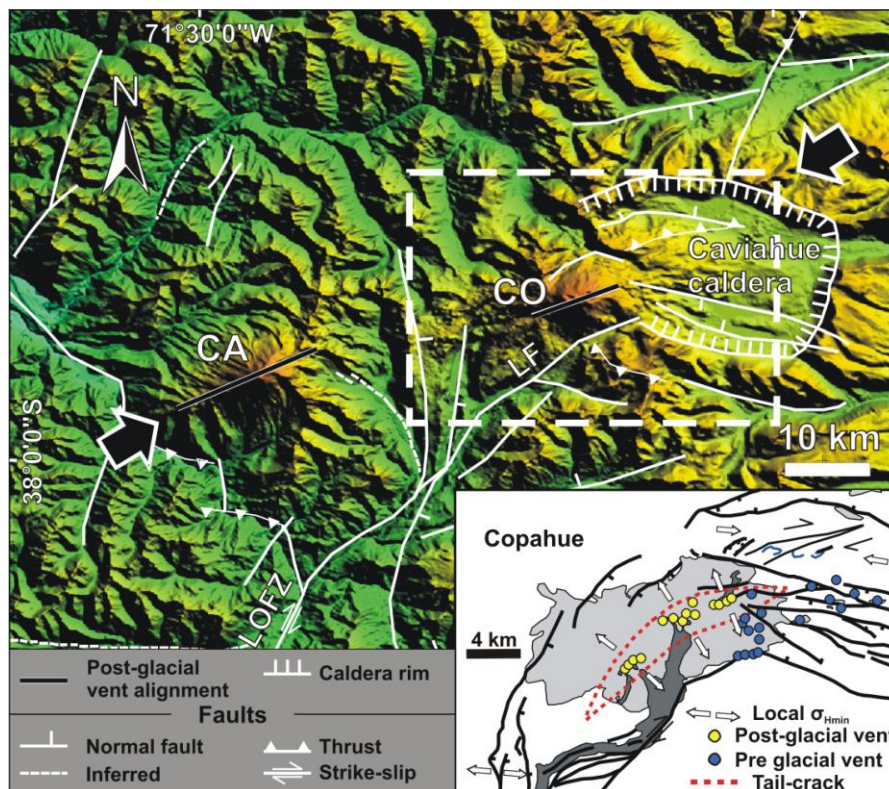 71°30'0"W
N
Caviahue
caldera
CO
CA
LF
38°0'0"S
10 km
LOFZ
Copahue
4 km
Local σHmin
Post-glacial vent
Pre glacial vent
Tail-crack
Post-glacial
vent alignment
Caldera rim
Faults
Normal fault
Thrust
Inferred
Strike-slip